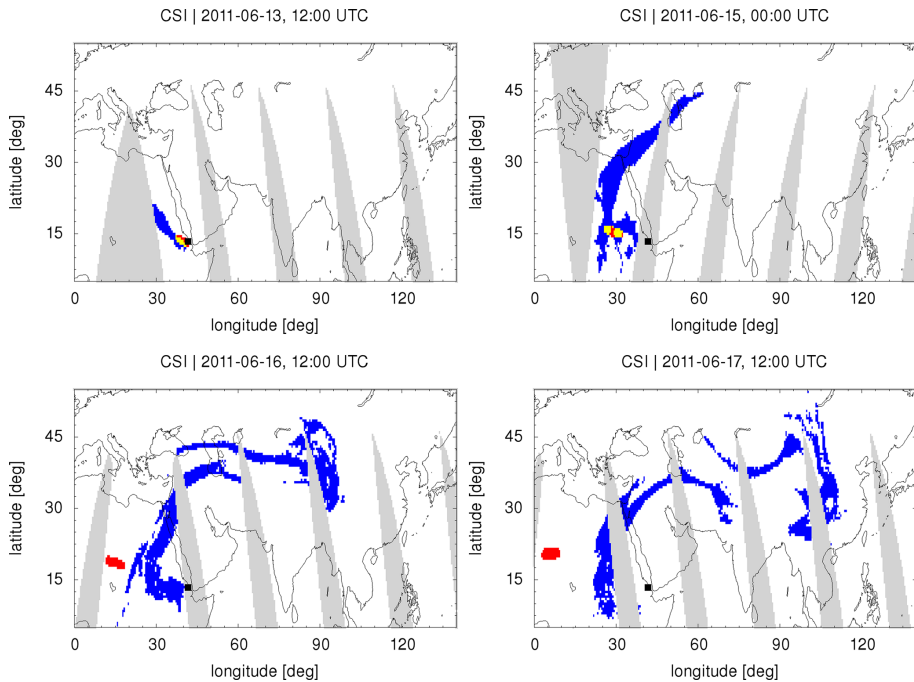 CSI | 2011-06-13, 12:00 UTC
latitude [deg]
45
30
15
0 30 60 90 120
longitude [deg]
CSI | 2011-06-15, 00:00 UTC
latitude [deg]
45
30
15
0 30 60 90 120
longitude [deg]
CSI | 2011-06-16, 12:00 UTC
latitude [deg]
45
30
15
0 30 60 90 120
longitude [deg]
CSI | 2011-06-17, 12:00 UTC
latitude [deg]
45
30
15
0 30 60 90 120
longitude [deg]